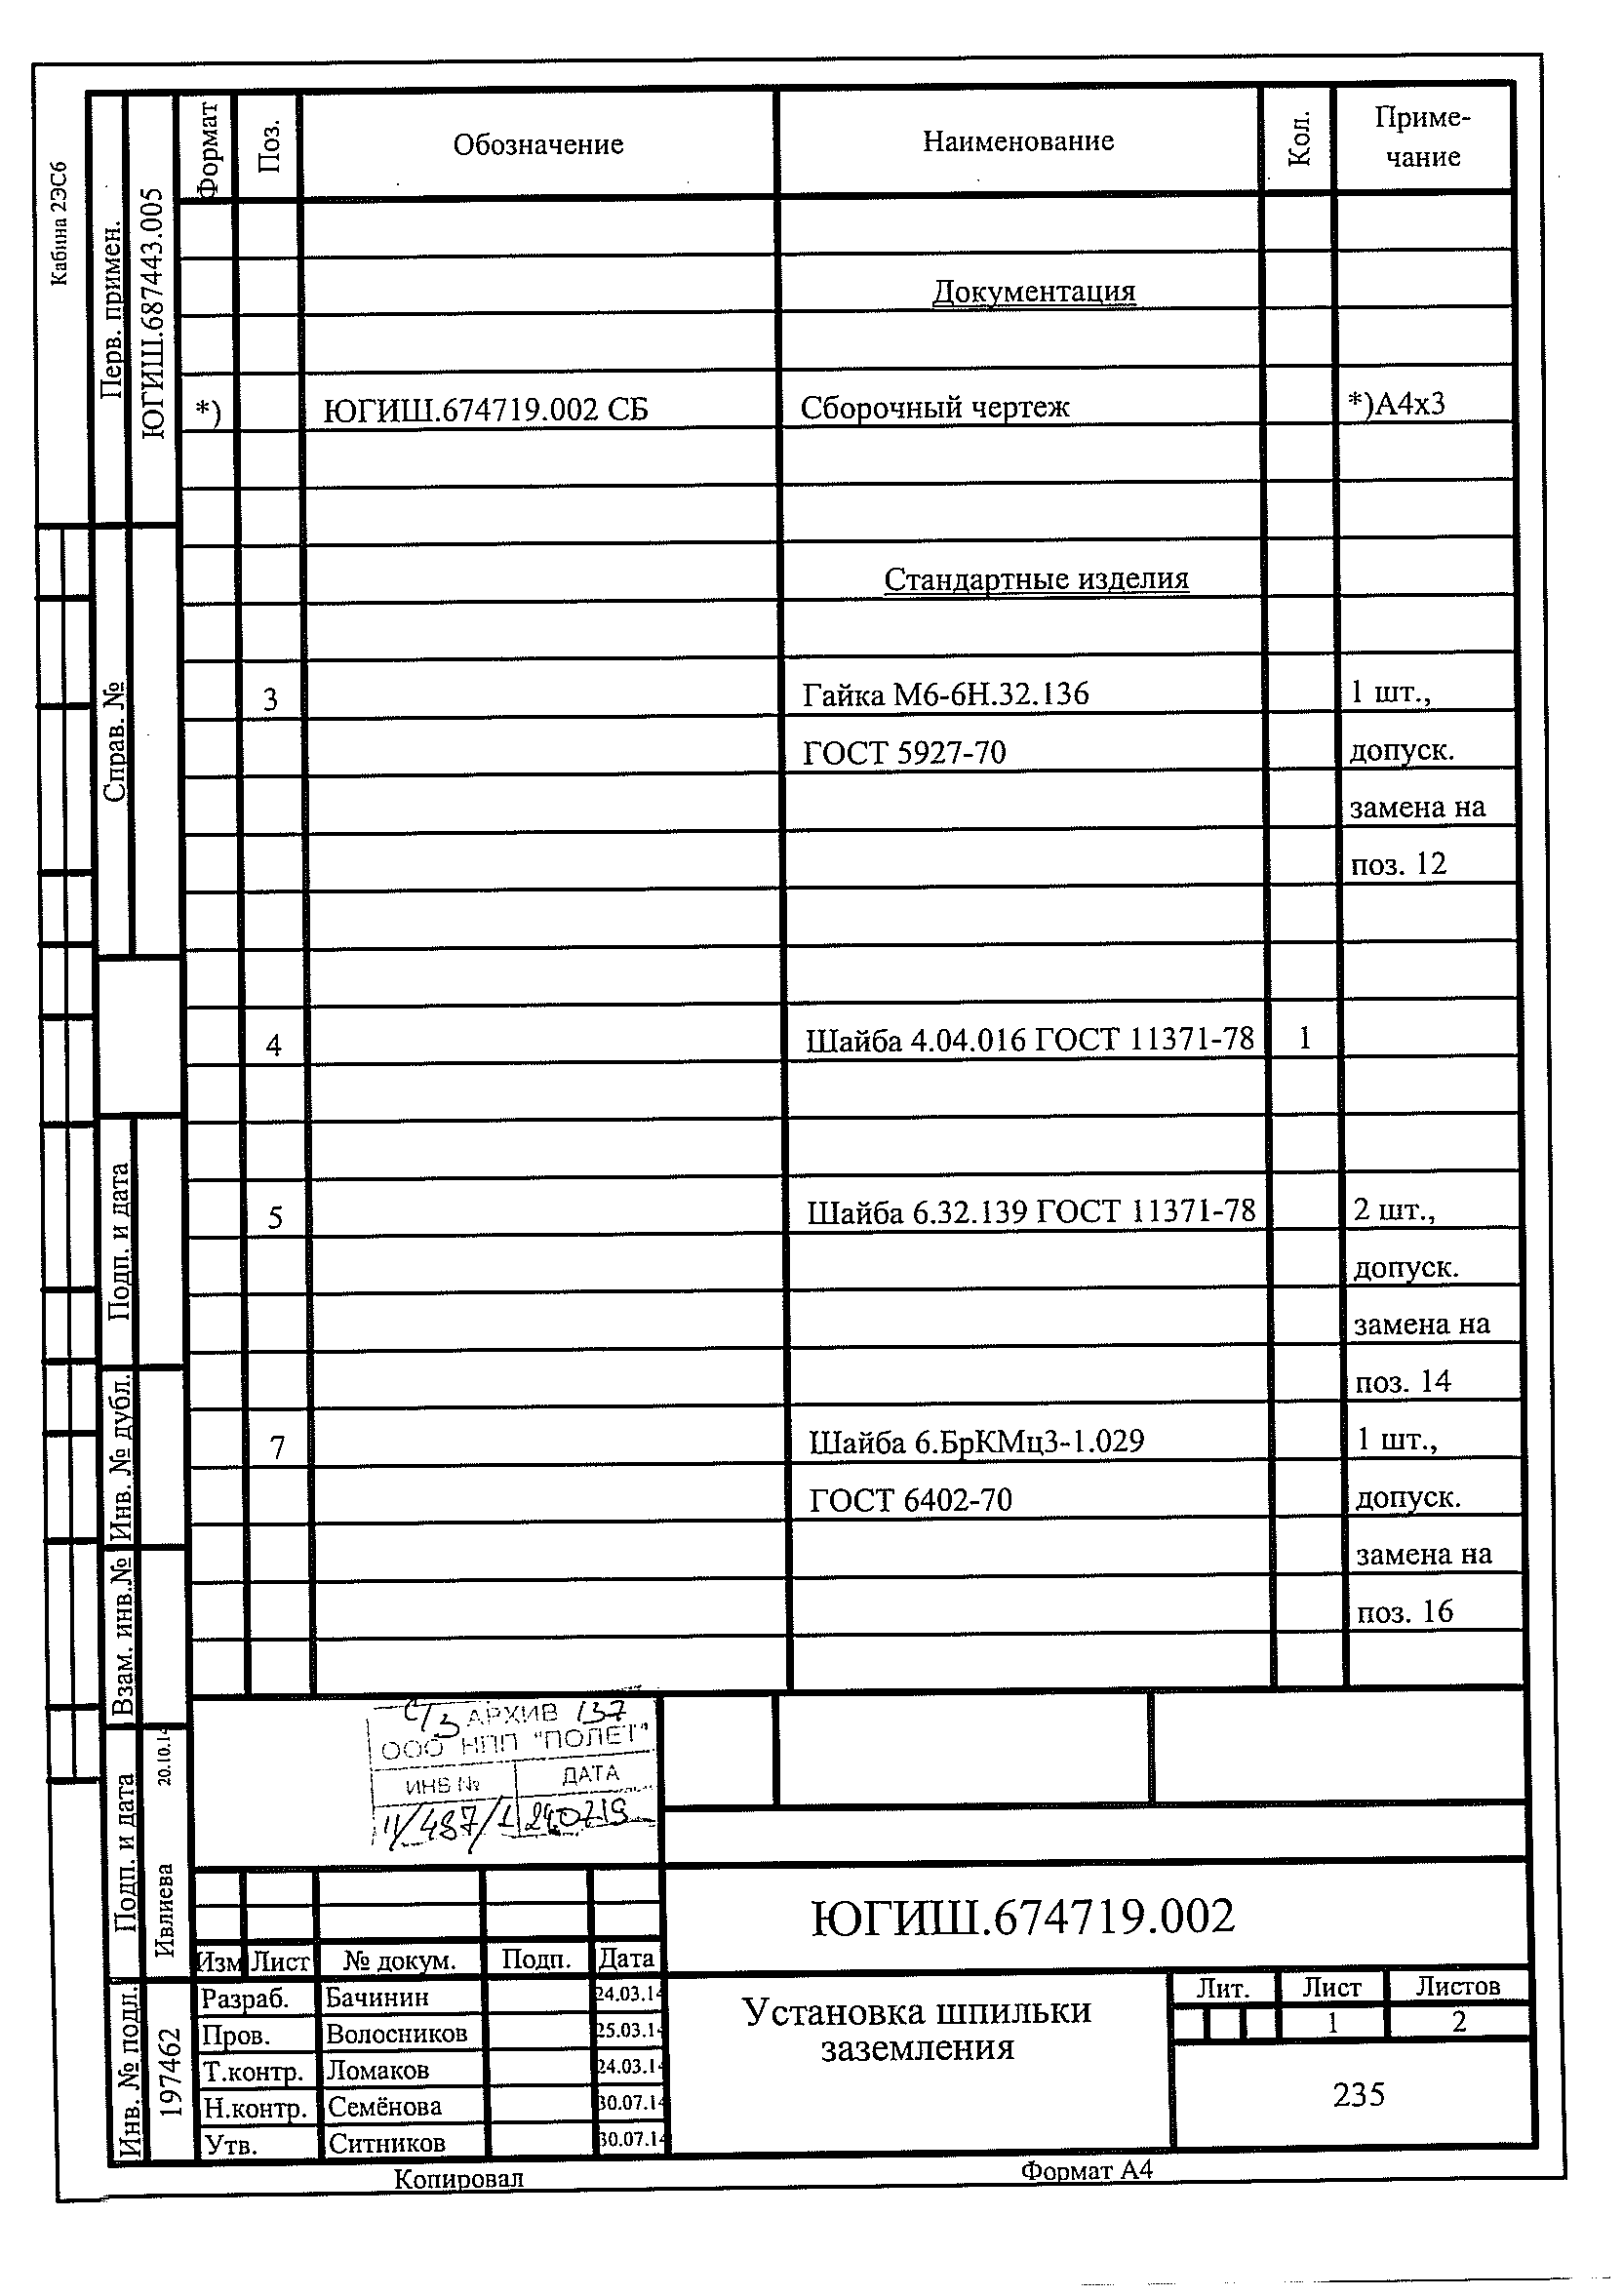 Кабина 2ЭС6
Перв. примен.
ЮГИШ.687443.005
Справ. №
Подп. и дата
Инв. № дубл.
Взам. инв.№
Подп. и дата
Ивлиева 20.10.14
Инв. № подл.
197462
Формат Поз. Обозначение Наименование Кол. Приме-
чание
Документация
*) ЮГИШ.674719.002 СБ Сборочный чертеж *)А4х3
Стандартные изделия
3 Гайка М6-6Н.32.136 1 шт.,
ГОСТ 5927-70 допуск.
замена на
поз. 12
4 Шайба 4.04.016 ГОСТ 11371-78 1
5 Шайба 6.32.139 ГОСТ 11371-78 2 шт.,
допуск.
замена на
поз. 14
7 Шайба 6.БрКМц3-1.029 1 шт.,
ГОСТ 6402-70 допуск.
замена на
поз. 16
с/з АРХИВ 137
ООО НПП "ПОЛЕТ"
ИНВ № ДАТА
Изм Лист № докум. Подп. Дата
Разраб. Бачинин 24.03.14
Пров. Волосников 25.03.14
Т.контр. Ломаков 24.03.14
Н.контр. Семёнова 30.07.14
Утв. Ситников 30.07.14
ЮГИШ.674719.002
Установка шпильки
заземления
Лит. Лист Листов
1 2
235
Копировал Формат А4